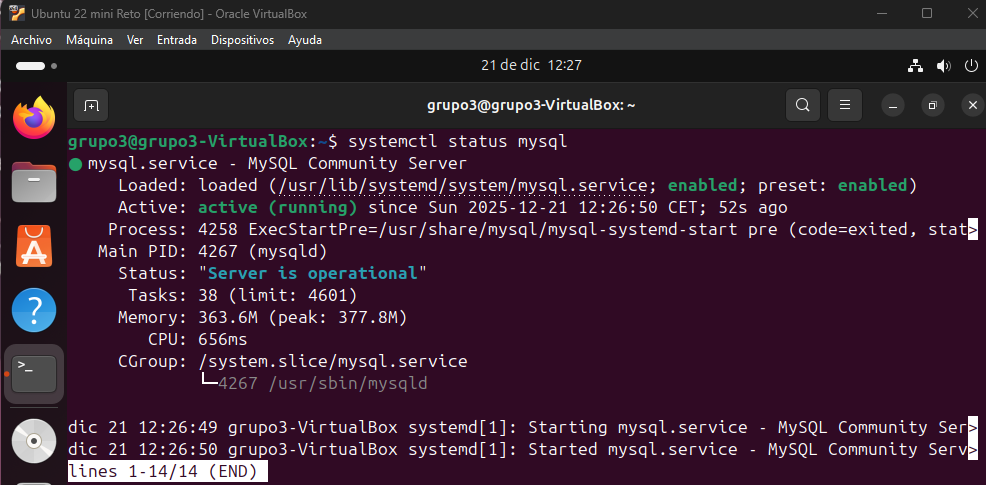 Ubuntu 22 mini Reto [Corriendo] - Oracle VirtualBox
Archivo Máquina Ver Entrada Dispositivos Ayuda
21 de dic 12:27
grupo3@grupo3-VirtualBox: ~
grupo3@grupo3-VirtualBox:~$ systemctl status mysql
● mysql.service - MySQL Community Server
Loaded: loaded (/usr/lib/systemd/system/mysql.service; enabled; preset: enabled)
Active: active (running) since Sun 2025-12-21 12:26:50 CET; 52s ago
Process: 4258 ExecStartPre=/usr/share/mysql/mysql-systemd-start pre (code=exited, stat>
Main PID: 4267 (mysqld)
Status: "Server is operational"
Tasks: 38 (limit: 4601)
Memory: 363.6M (peak: 377.8M)
CPU: 656ms
CGroup: /system.slice/mysql.service
└─4267 /usr/sbin/mysqld
dic 21 12:26:49 grupo3-VirtualBox systemd[1]: Starting mysql.service - MySQL Community Ser>
dic 21 12:26:50 grupo3-VirtualBox systemd[1]: Started mysql.service - MySQL Community Serv>
lines 1-14/14 (END)